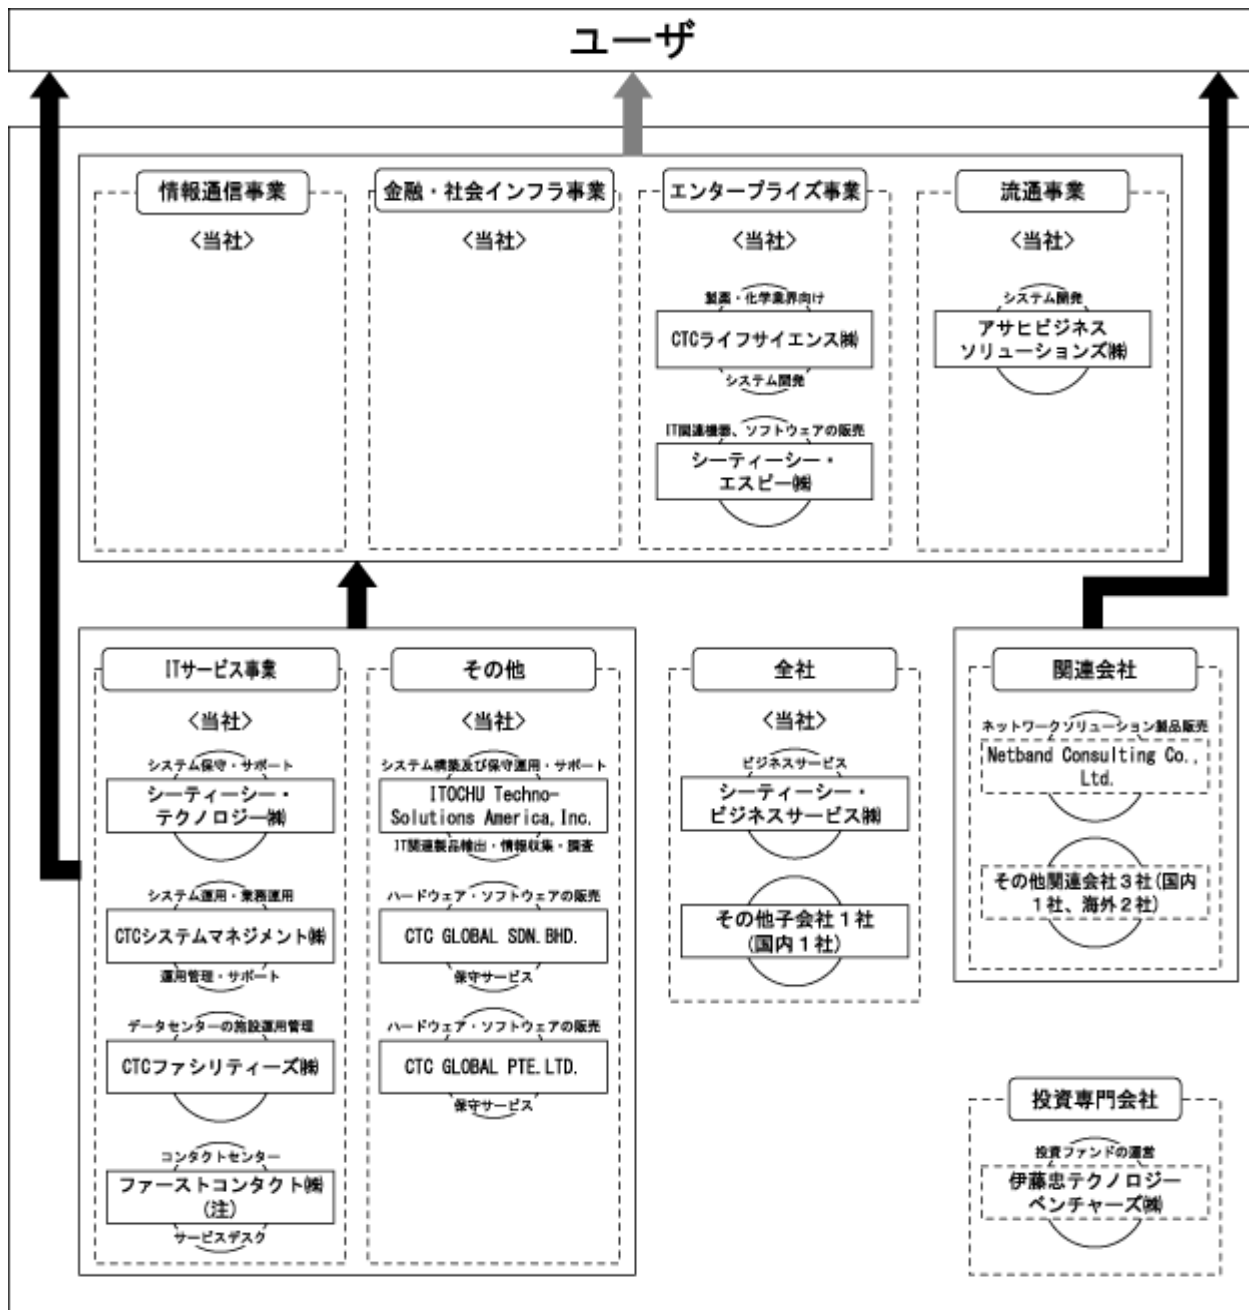 ユーザ
情報通信事業
<当社>
金融・社会インフラ事業
<当社>
エンタープライズ事業
<当社>
製薬・化学業界向け
CTCライフサイエンス㈱
システム開発
IT関連機器、ソフトウェアの販売
シーティーシー・
エスピー㈱
流通事業
<当社>
システム開発
アサヒビジネス
ソリューションズ㈱
ITサービス事業
<当社>
システム保守・サポート
シーティーシー・
テクノロジー㈱
システム運用・業務運用
CTCシステムマネジメント㈱
運用管理・サポート
データセンターの施設運用管理
CTCファシリティーズ㈱
コンタクトセンター
ファーストコンタクト㈱
(注)
サービスデスク
その他
<当社>
システム構築及び保守運用・サポート
ITOCHU Techno-
Solutions America,Inc.
IT関連製品輸出・情報収集・調査
ハードウェア・ソフトウェアの販売
CTC GLOBAL SDN.BHD.
保守サービス
ハードウェア・ソフトウェアの販売
CTC GLOBAL PTE.LTD.
保守サービス
全社
<当社>
ビジネスサービス
シーティーシー・
ビジネスサービス㈱
その他子会社1社
(国内1社)
関連会社
ネットワークソリューション製品販売
Netband Consulting Co.,
Ltd.
その他関連会社3社(国内
1社、海外2社)
投資専門会社
投資ファンドの運営
伊藤忠テクノロジー
ベンチャーズ㈱